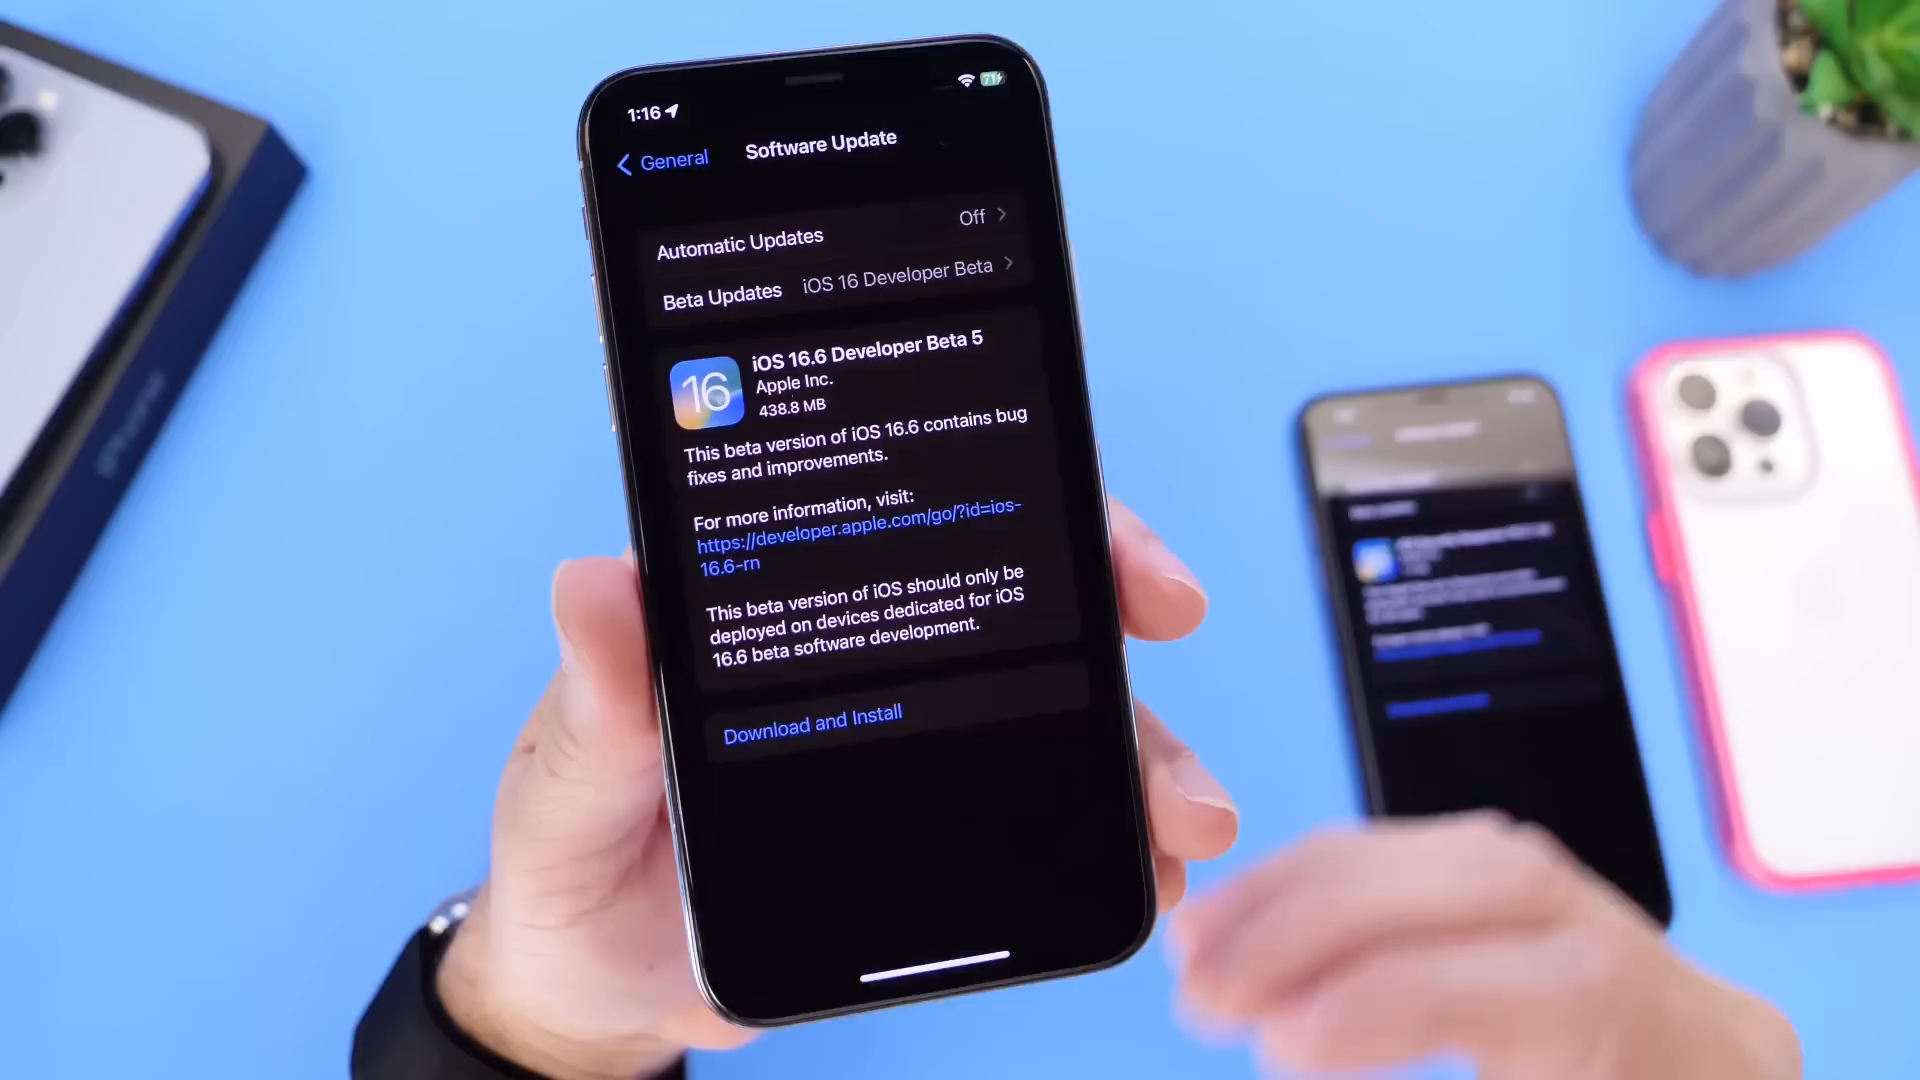 1:16
71
General
Software Update
Automatic Updates Off
Beta Updates iOS 16 Developer Beta
16
iOS 16.6 Developer Beta 5
Apple Inc.
438.8 MB
This beta version of iOS 16.6 contains bug
fixes and improvements.
For more information, visit:
https://developer.apple.com/go/?id=ios-
16.6-rn
This beta version of iOS should only be
deployed on devices dedicated for iOS
16.6 beta software development.
Download and Install
iPhone